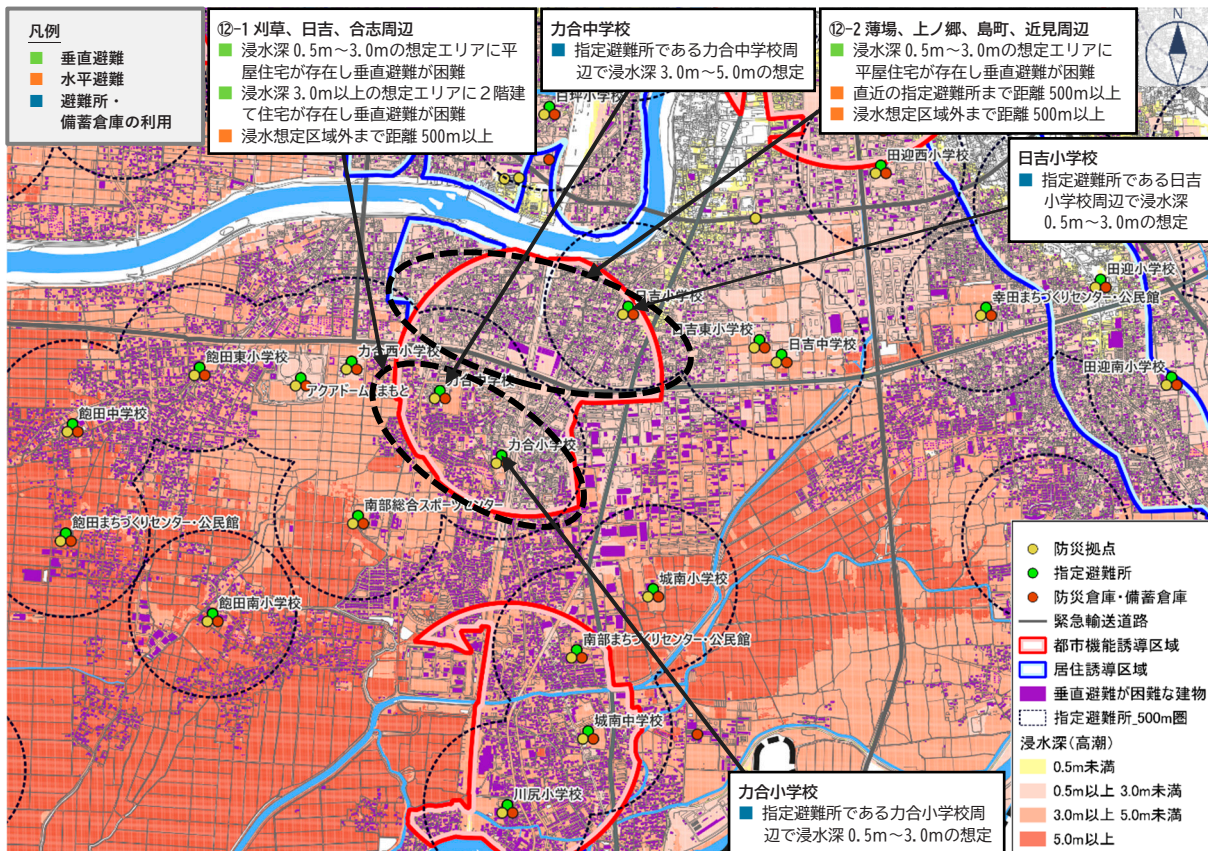 凡例
■ 垂直避難
■ 水平避難
■ 避難所・
備蓄倉庫の利用
⑫-1 刈草、日吉、合志周辺
■ 浸水深0.5m～3.0mの想定エリアに平
屋住宅が存在し垂直避難が困難
■ 浸水深3.0m以上の想定エリアに2階建
て住宅が存在し垂直避難が困難
■ 浸水想定区域外まで距離500m以上
力合中学校
■ 指定避難所である力合中学校周
辺で浸水深3.0m～5.0mの想定
⑫-2 薄場、上ノ郷、島町、近見周辺
■ 浸水深0.5m～3.0mの想定エリアに
平屋住宅が存在し垂直避難が困難
■ 直近の指定避難所まで距離500m以上
■ 浸水想定区域外まで距離500m以上
N
日吉小学校
■ 指定避難所である日吉
小学校周辺で浸水深
0.5m～3.0mの想定
日坪小学校
田迎西小学校
田迎小学校
幸田まちづくりセンター・公民館
日吉小学校
日吉東小学校
日吉中学校
田迎南小学校
力合西小学校
飽田東小学校
アクアドームくまもと
力合中学校
飽田中学校
力合小学校
南部総合スポーツセンター
飽田まちづくりセンター・公民館
飽田南小学校
城南小学校
南部まちづくりセンター・公民館
城南中学校
川尻小学校
力合小学校
■ 指定避難所である力合小学校周
辺で浸水深0.5m～3.0mの想定
防災拠点
指定避難所
防災倉庫・備蓄倉庫
緊急輸送道路
都市機能誘導区域
居住誘導区域
垂直避難が困難な建物
指定避難所_500m圏
浸水深(高潮)
0.5m未満
0.5m以上 3.0m未満
3.0m以上 5.0m未満
5.0m以上